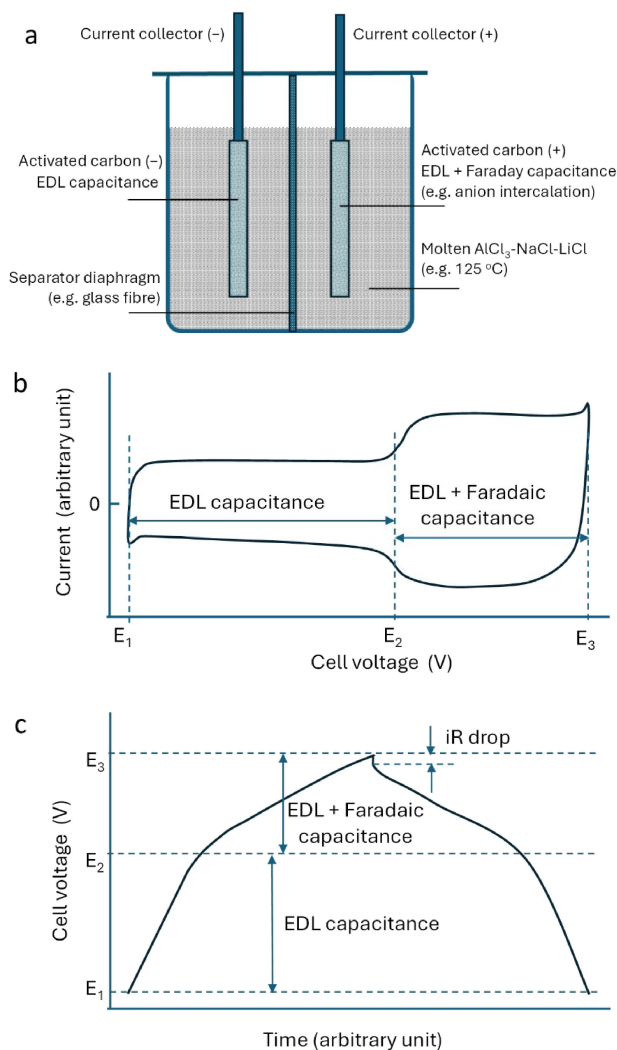 a
Current collector (–)
Current collector (+)
Activated carbon (–)
EDL capacitance
Activated carbon (+)
EDL + Faraday capacitance
(e.g. anion intercalation)
Molten AlCl₃-NaCl-LiCl
(e.g. 125 °C)
Separator diaphragm
(e.g. glass fibre)
b
Current (arbitrary unit)
0
EDL capacitance
EDL + Faradaic
capacitance
E₁
E₂
E₃
Cell voltage (V)
c
iR drop
E₃
EDL + Faradaic
capacitance
Cell voltage (V)
E₂
EDL capacitance
E₁
Time (arbitrary unit)